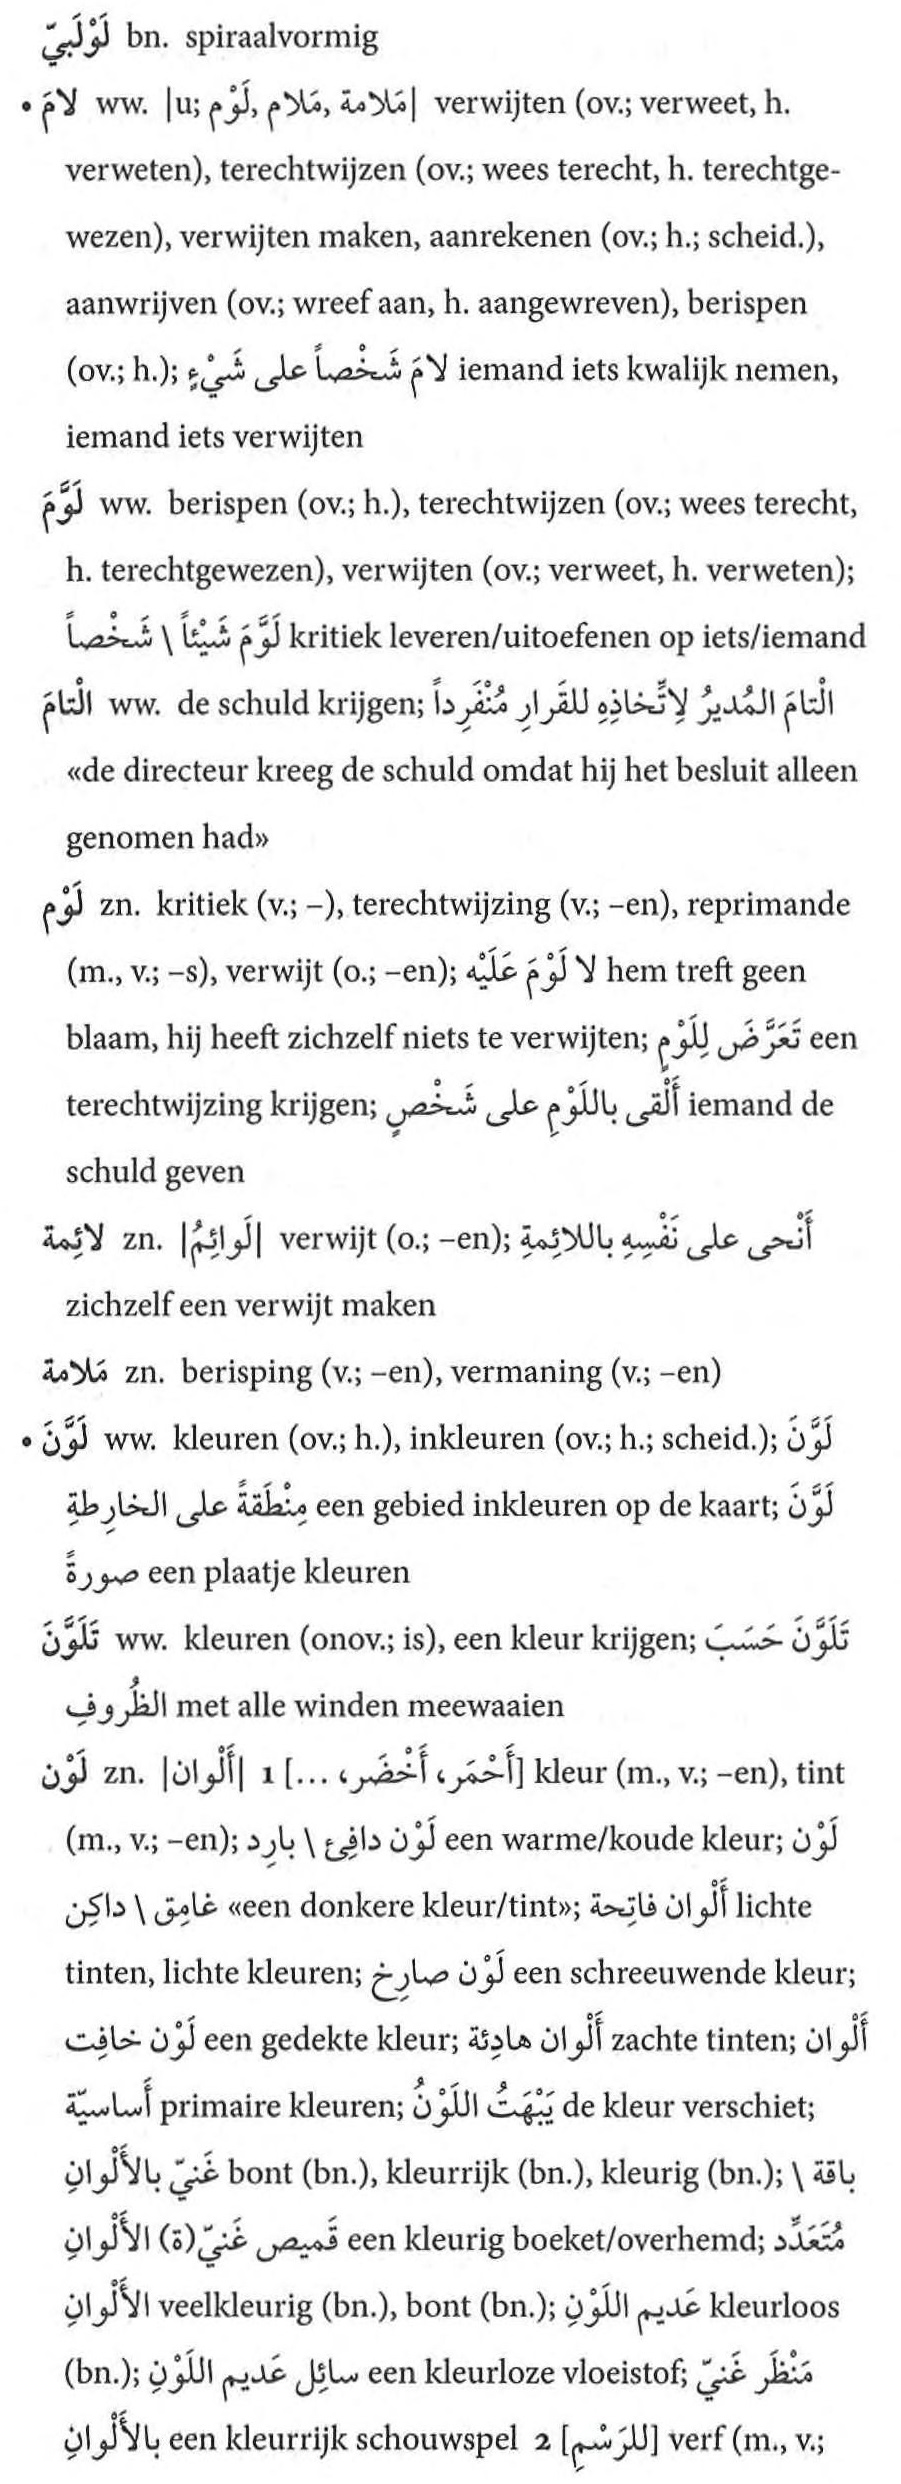 لَوْلَبيّ bn. spiraalvormig
• لامَ ww. |u; مَلامة, مَلام, لَوْم| verwijten (ov.; verweet, h.
verweten), terechtwijzen (ov.; wees terecht, h. terechtge-
wezen), verwijten maken, aanrekenen (ov.; h.; scheid.),
aanwrijven (ov.; wreef aan, h. aangewreven), berispen
(ov.; h.); لامَ شَخْصاً على شَيْءٍ iemand iets kwalijk nemen,
iemand iets verwijten
لَوَّمَ ww. berispen (ov.; h.), terechtwijzen (ov.; wees terecht,
h. terechtgewezen), verwijten (ov.; verweet, h. verweten);
لَوَّمَ شَيْئاً \ شَخْصاً kritiek leveren/uitoefenen op iets/iemand
الْتامَ ww. de schuld krijgen; الْتامَ المُديرُ لِاتِّخاذِهِ للقَرارِ مُنْفَرِداً
«de directeur kreeg de schuld omdat hij het besluit alleen
genomen had»
لَوْم zn. kritiek (v.; –), terechtwijzing (v.; –en), reprimande
(m., v.; –s), verwijt (o.; –en); لا لَوْمَ عَلَيْه hem treft geen
blaam, hij heeft zichzelf niets te verwijten; تَعَرَّضَ لِلَوْمٍ een
terechtwijzing krijgen; أَلْقى باللَوْمِ على شَخْصٍ iemand de
schuld geven
لائِمة zn. |لَوائِمُ| verwijt (o.; –en); أَنْحى على نَفْسِهِ باللائِمةِ
zichzelf een verwijt maken
مَلامة zn. berisping (v.; –en), vermaning (v.; –en)
• لَوَّنَ ww. kleuren (ov.; h.), inkleuren (ov.; h.; scheid.); لَوَّنَ
مِنْطَقةً على الخارِطةِ een gebied inkleuren op de kaart; لَوَّنَ
صورةً een plaatje kleuren
تَلَوَّنَ ww. kleuren (onov.; is), een kleur krijgen; تَلَوَّنَ حَسَبَ
الظُروفِ met alle winden meewaaien
لَوْن zn. |أَلْوان| 1 [أَحْمَر، أَخْضَر، ...] kleur (m., v.; –en), tint
(m., v.; –en); لَوْن دافِئ \ بارِد een warme/koude kleur; لَوْن
غامِق \ داكِن «een donkere kleur/tint»; أَلْوان فاتِحة lichte
tinten, lichte kleuren; لَوْن صارِخ een schreeuwende kleur;
لَوْن خافِت een gedekte kleur; أَلْوان هادِئة zachte tinten; أَلْوان
أَساسيّة primaire kleuren; يَبْهَتُ اللَوْنُ de kleur verschiet;
غَنيّ بالأَلْوانِ bont (bn.), kleurrijk (bn.), kleurig (bn.); باقة \
قَميص غَنيّ(ة) الأَلْوانِ een kleurig boeket/overhemd; مُتَعَدِّد
الأَلْوانِ veelkleurig (bn.), bont (bn.); عَديم اللَوْنِ kleurloos
(bn.); سائِل عَديم اللَوْنِ een kleurloze vloeistof; مَنْظَر غَنيّ
بالأَلْوانِ een kleurrijk schouwspel 2 [للرَسْمِ] verf (m., v.;